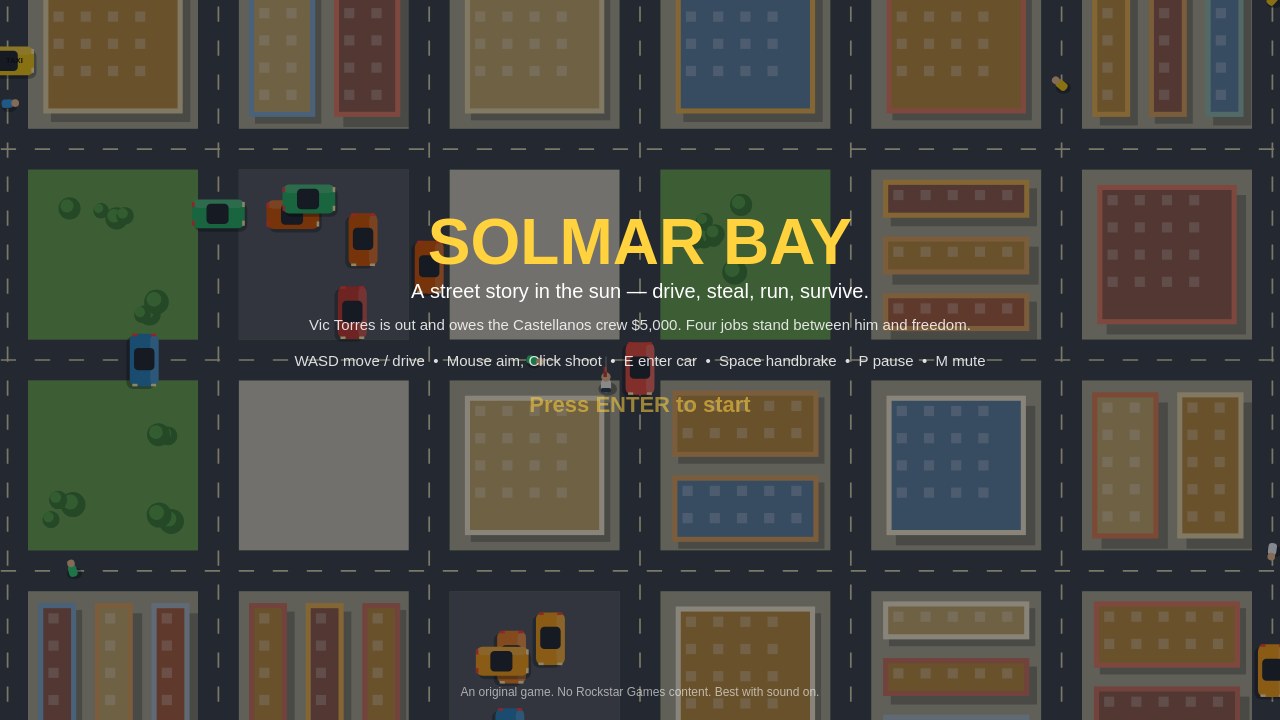 TAXI
SOLMAR BAY
A street story in the sun — drive, steal, run, survive.
Vic Torres is out and owes the Castellanos crew $5,000. Four jobs stand between him and freedom.
WASD move / drive • Mouse aim, Click shoot • E enter car • Space handbrake • P pause • M mute
Press ENTER to start
An original game. No Rockstar Games content. Best with sound on.